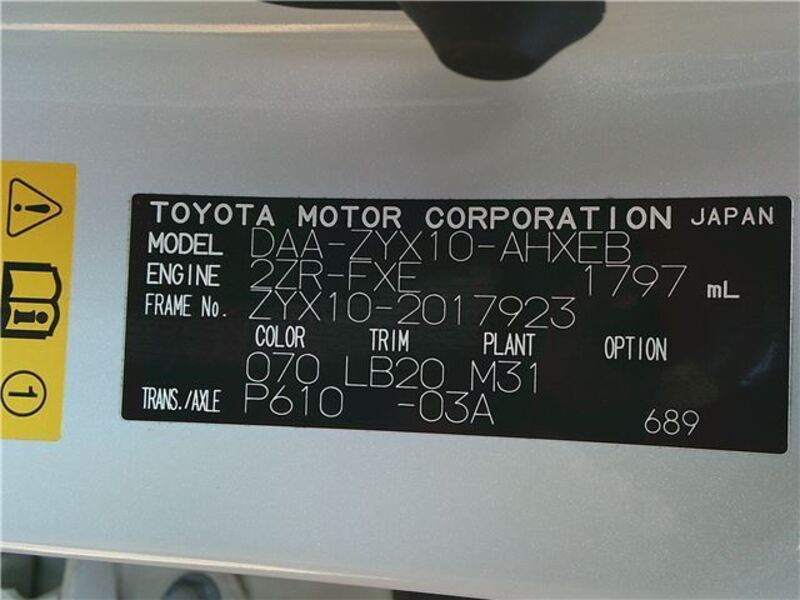 TOYOTA MOTOR CORPORATION JAPAN
MODEL DAA-ZYX10-AHXEB
ENGINE 2ZR-FXE 1797 mL
FRAME No. ZYX10-2017923
COLOR TRIM PLANT OPTION
070 LB20 M31
TRANS./AXLE P610 -03A 689
1